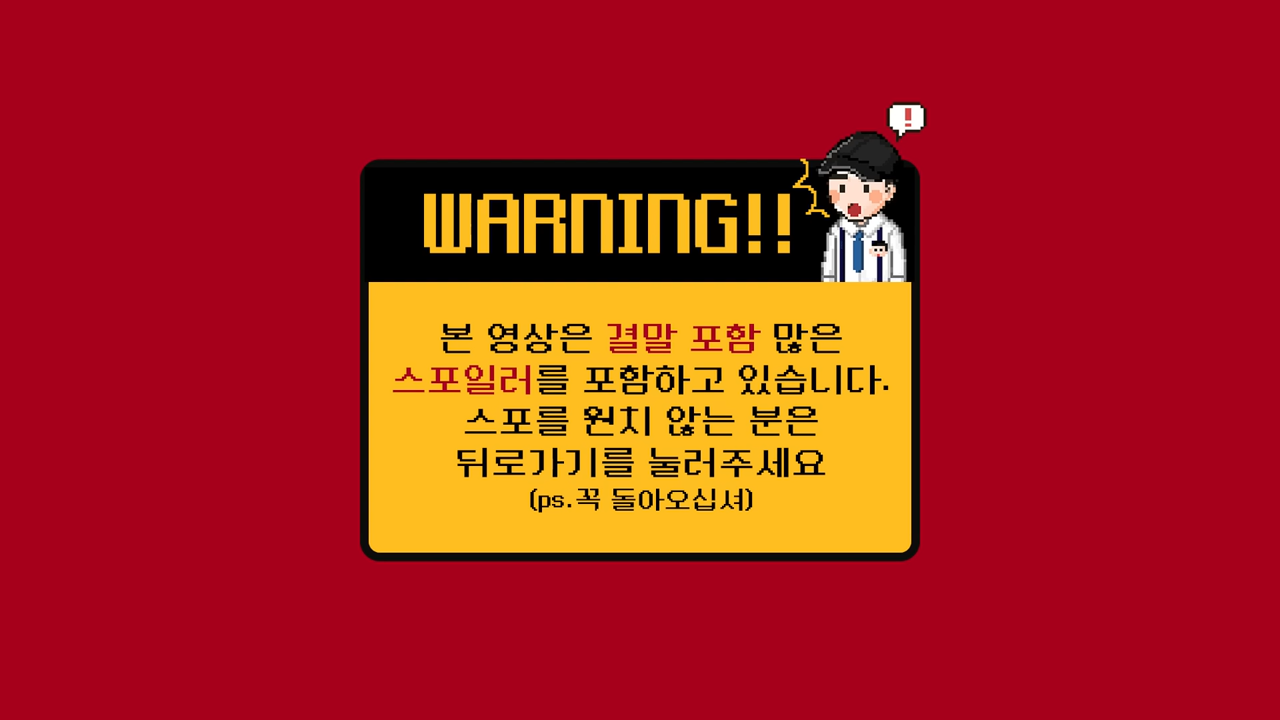 !
WARNING!!
본 영상은 결말 포함 많은
스포일러를 포함하고 있습니다.
스포를 원치 않는 분은
뒤로가기를 눌러주세요
(ps.꼭 돌아오십셔)